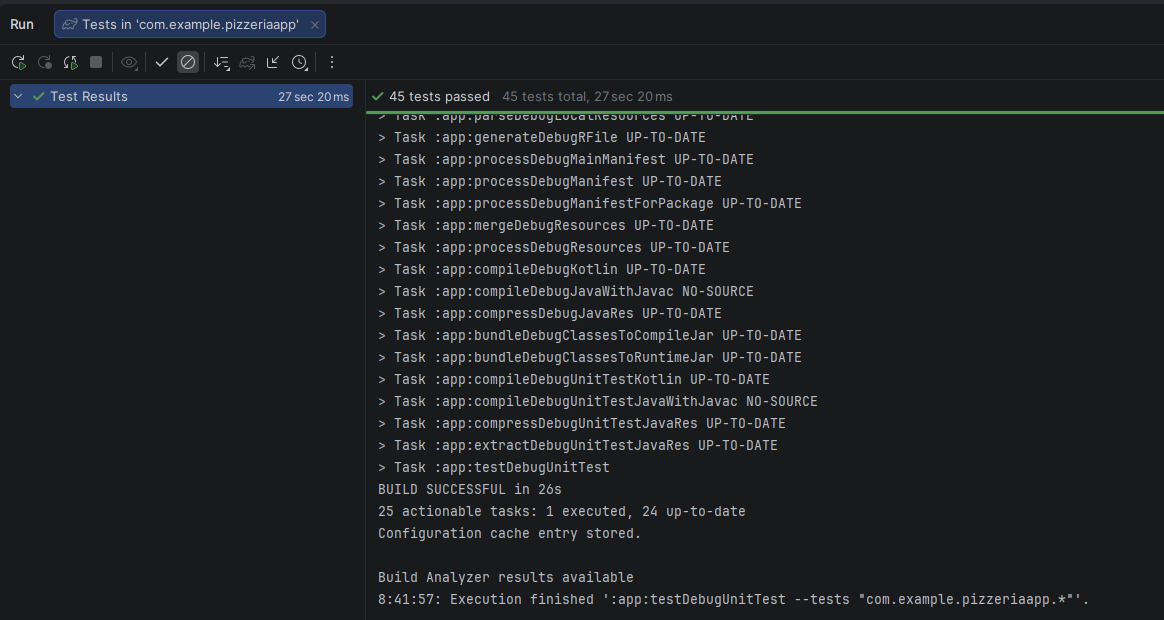 Run
Tests in 'com.example.pizzeriaapp'
Test Results
27 sec 20 ms
45 tests passed
45 tests total, 27 sec 20 ms
> Task :app:parseDebugLocalResources UP-TO-DATE
> Task :app:generateDebugRFile UP-TO-DATE
> Task :app:processDebugMainManifest UP-TO-DATE
> Task :app:processDebugManifest UP-TO-DATE
> Task :app:processDebugManifestForPackage UP-TO-DATE
> Task :app:mergeDebugResources UP-TO-DATE
> Task :app:processDebugResources UP-TO-DATE
> Task :app:compileDebugKotlin UP-TO-DATE
> Task :app:compileDebugJavaWithJavac NO-SOURCE
> Task :app:compressDebugJavaRes UP-TO-DATE
> Task :app:bundleDebugClassesToCompileJar UP-TO-DATE
> Task :app:bundleDebugClassesToRuntimeJar UP-TO-DATE
> Task :app:compileDebugUnitTestKotlin UP-TO-DATE
> Task :app:compileDebugUnitTestJavaWithJavac NO-SOURCE
> Task :app:compressDebugUnitTestJavaRes UP-TO-DATE
> Task :app:extractDebugUnitTestJavaRes UP-TO-DATE
> Task :app:testDebugUnitTest
BUILD SUCCESSFUL in 26s
25 actionable tasks: 1 executed, 24 up-to-date
Configuration cache entry stored.
Build Analyzer results available
8:41:57: Execution finished ':app:testDebugUnitTest --tests "com.example.pizzeriaapp.*"'.